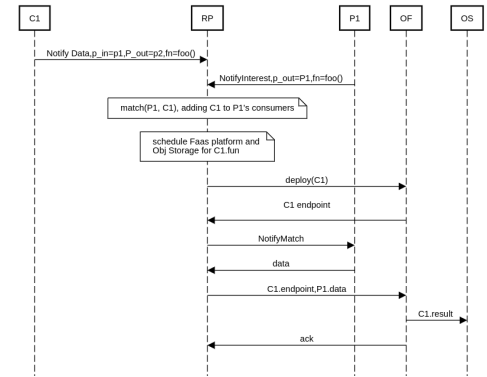 C1 RP P1 OF OS
Notify Data,p_in=p1,P_out=p2,fn=foo()
NotifyInterest,p_out=P1,fn=foo()
match(P1, C1), adding C1 to P1's consumers
schedule Faas platform and
Obj Storage for C1.fun
deploy(C1)
C1 endpoint
NotifyMatch
data
C1.endpoint,P1.data
C1.result
ack